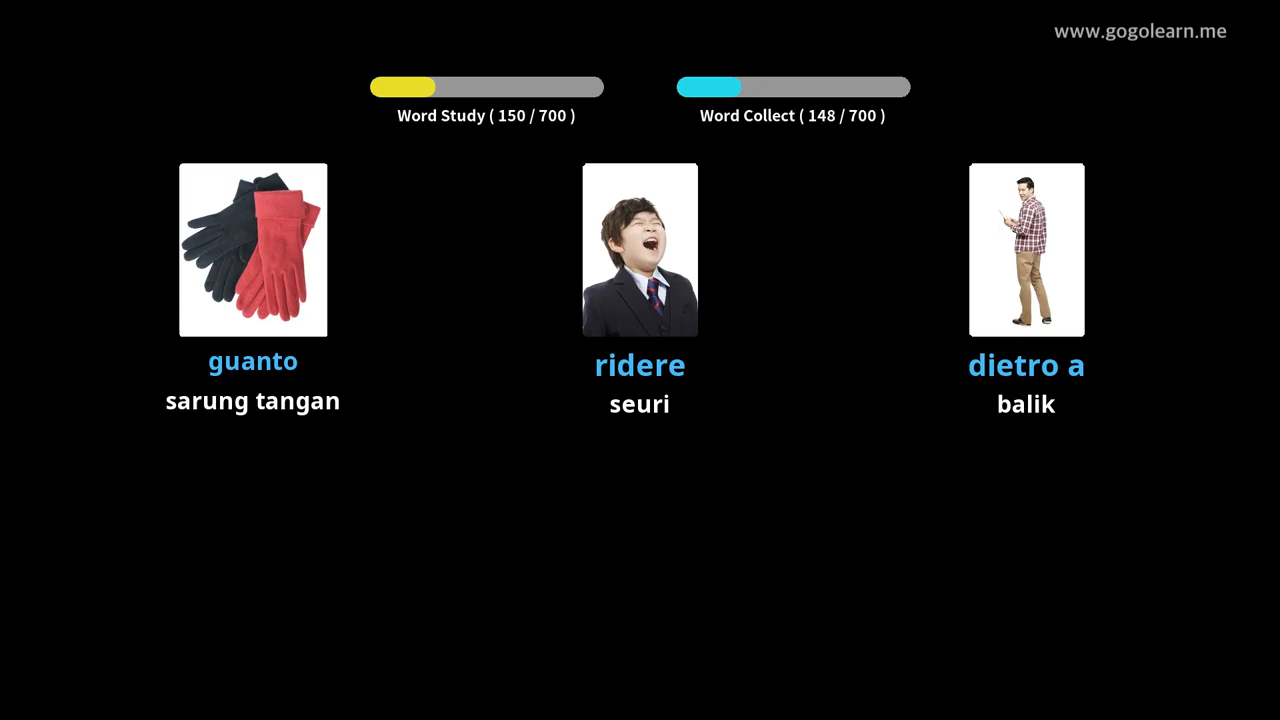 www.gogolearn.me
Word Study ( 150 / 700 )
Word Collect ( 148 / 700 )
guanto
sarung tangan
ridere
seuri
dietro a
balik